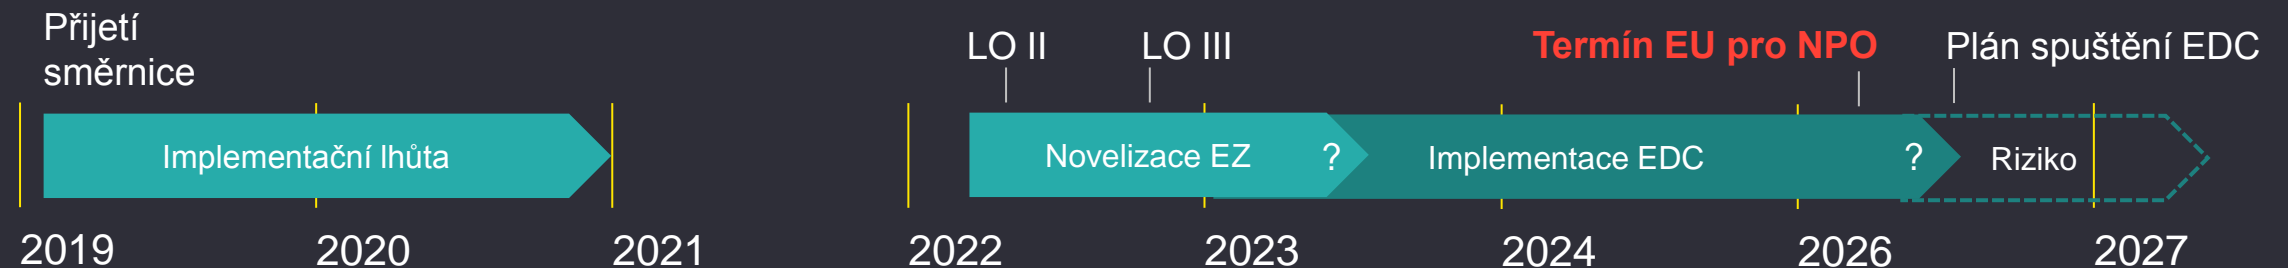 Přijetí
směrnice
LO II
LO III
Termín EU pro NPO
Plán spuštění EDC
Implementační lhůta
Novelizace EZ
?
Implementace EDC
?
Riziko
2019
2020
2021
2022
2023
2024
2026
2027